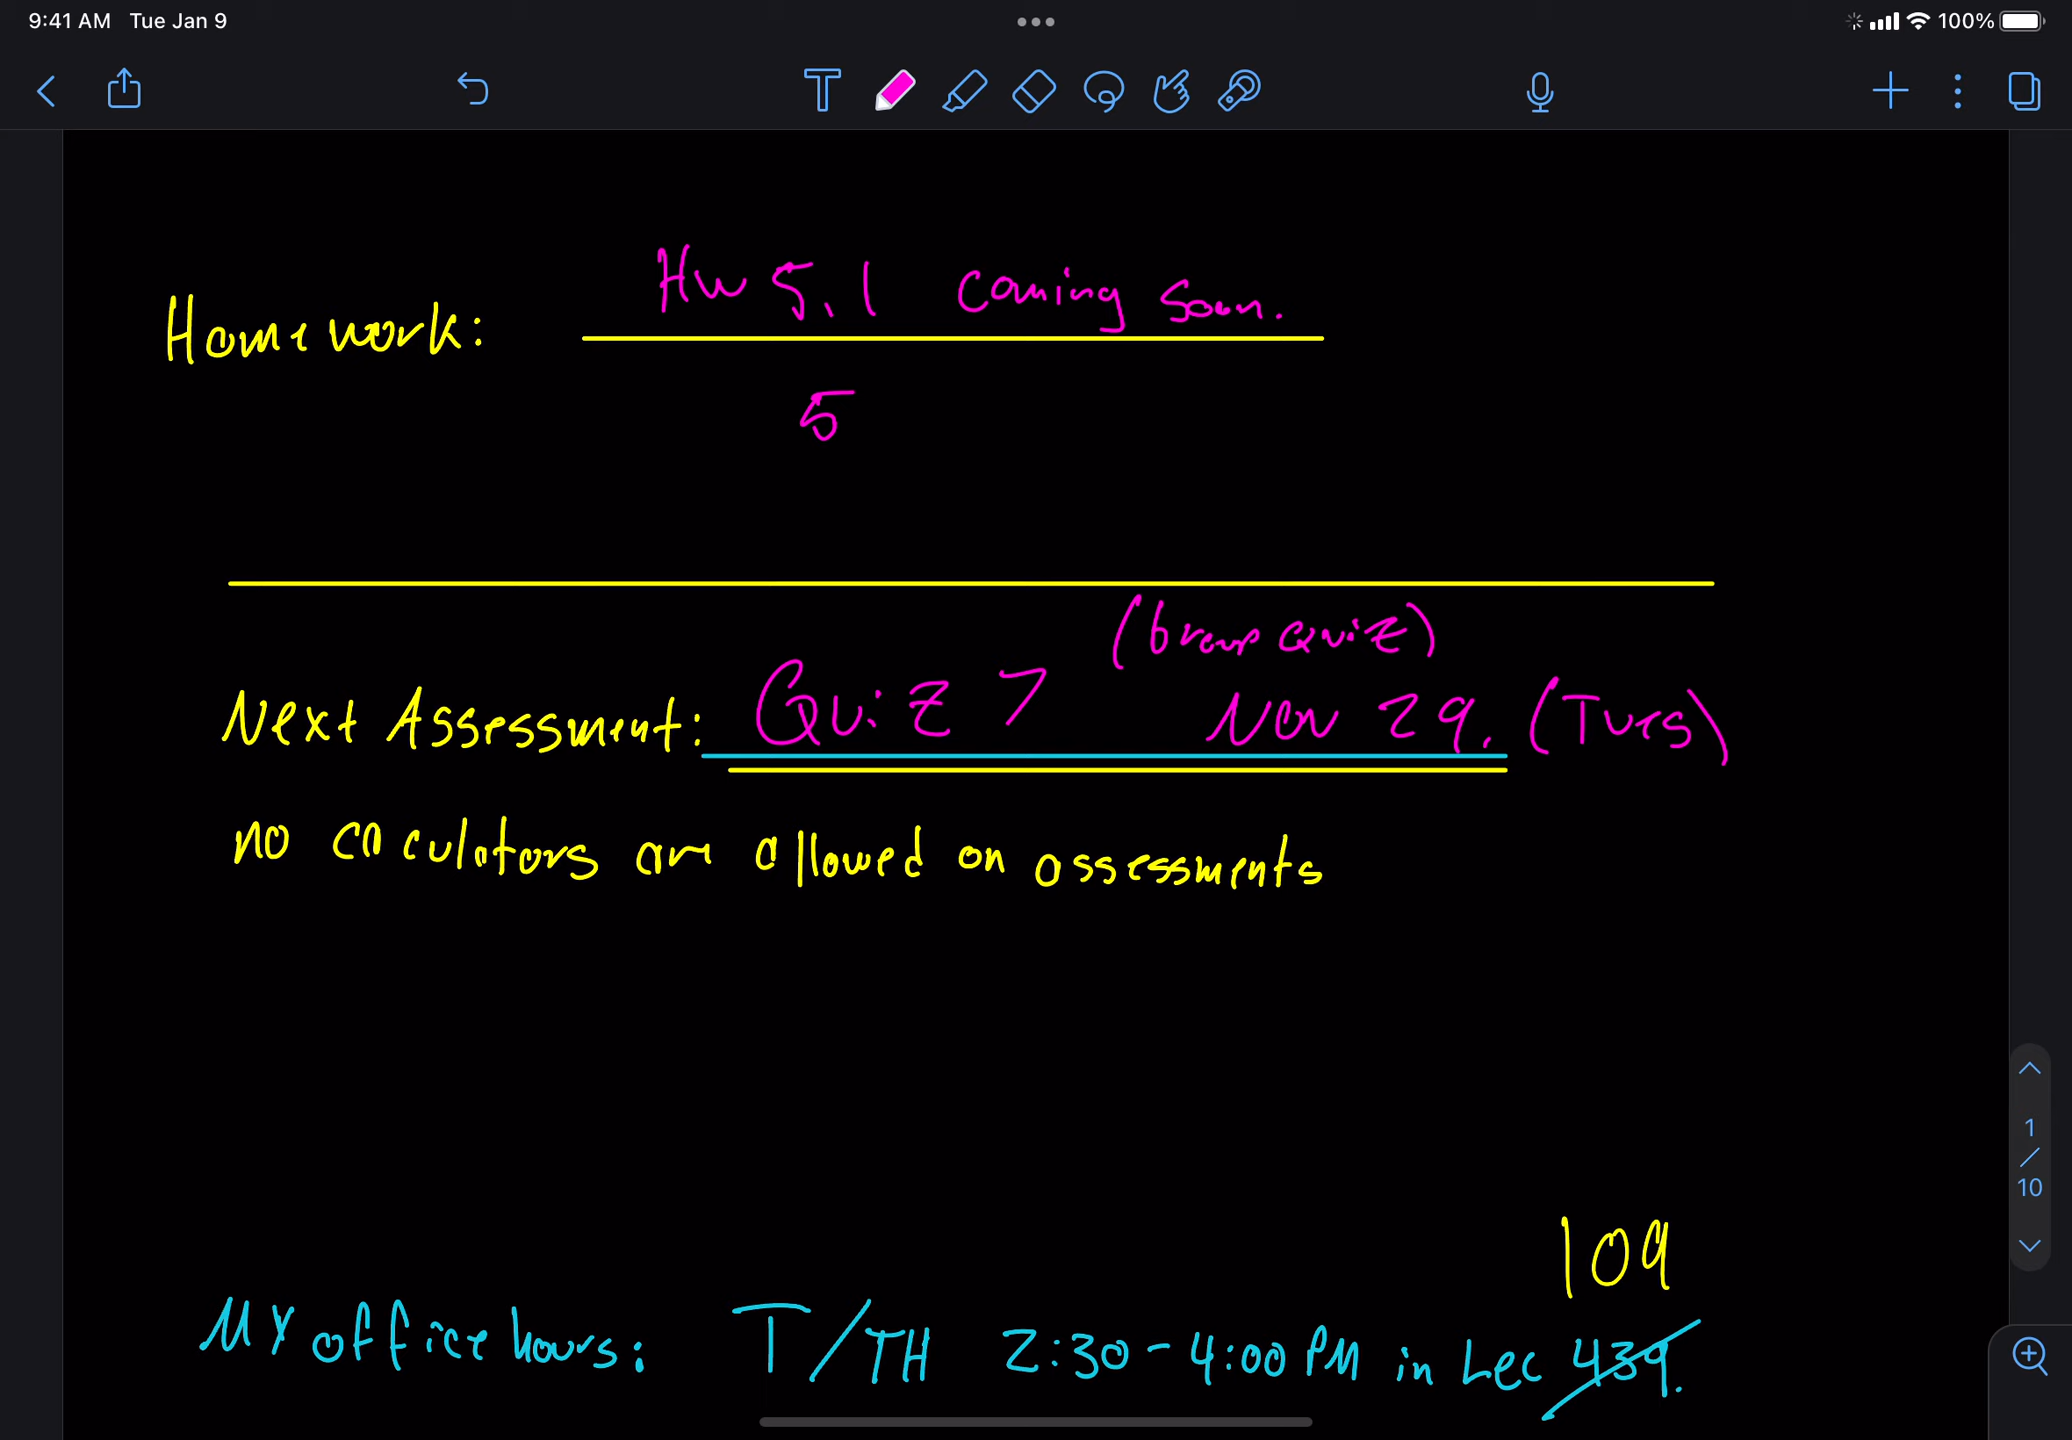 9:41 AM Tue Jan 9
100%
Homework: HW 5.1 Coming Soon.
5
(Group Quiz)
Next Assessment: Quiz 7 Nov 29. (Tues)
no calculators are allowed on assessments
1
/
10
109
My office hours: T/TH 2:30-4:00 PM in Lec 439.